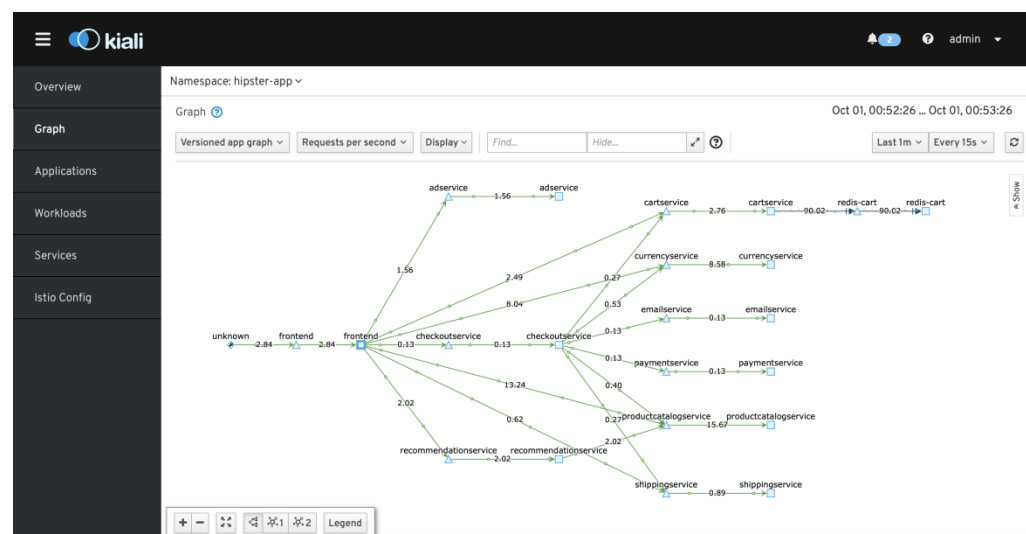 kiali
2
admin
Overview
Graph
Applications
Workloads
Services
Istio Config
Namespace: hipster-app
Graph
Oct 01, 00:52:26 ... Oct 01, 00:53:26
Versioned app graph
Requests per second
Display
Find...
Hide...
Last 1m
Every 15s
Show
adservice 1.56 adservice
cartservice 2.76 cartservice 90.02 redis-cart 90.02 redis-cart
1.56
2.49
0.27
currencyservice 8.58 currencyservice
8.04
0.53
emailservice 0.13 emailservice
0.13
unknown 2.84 frontend 2.84 frontend 0.13 checkoutservice 0.13 checkoutservice
0.13
paymentservice 0.13 paymentservice
13.24
0.40
2.02
0.62
0.27
productcatalogservice 15.67 productcatalogservice
2.02
recommendationservice 2.02 recommendationservice
shippingservice 0.89 shippingservice
1
2
Legend